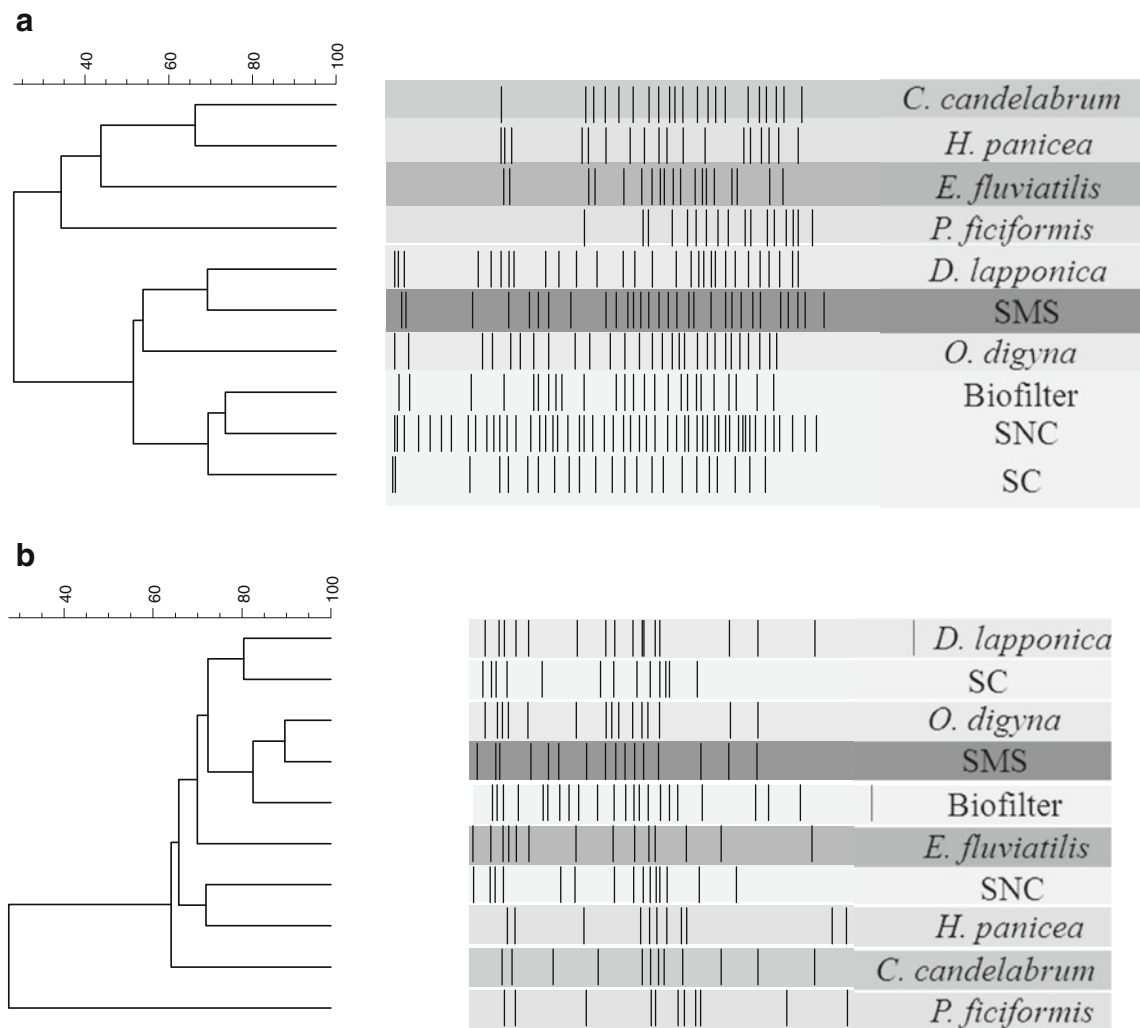 a
40 60 80 100
C. candelabrum
H. panicea
E. fluviatilis
P. ficiformis
D. lapponica
SMS
O. digyna
Biofilter
SNC
SC
b
40 60 80 100
D. lapponica
SC
O. digyna
SMS
Biofilter
E. fluviatilis
SNC
H. panicea
C. candelabrum
P. ficiformis